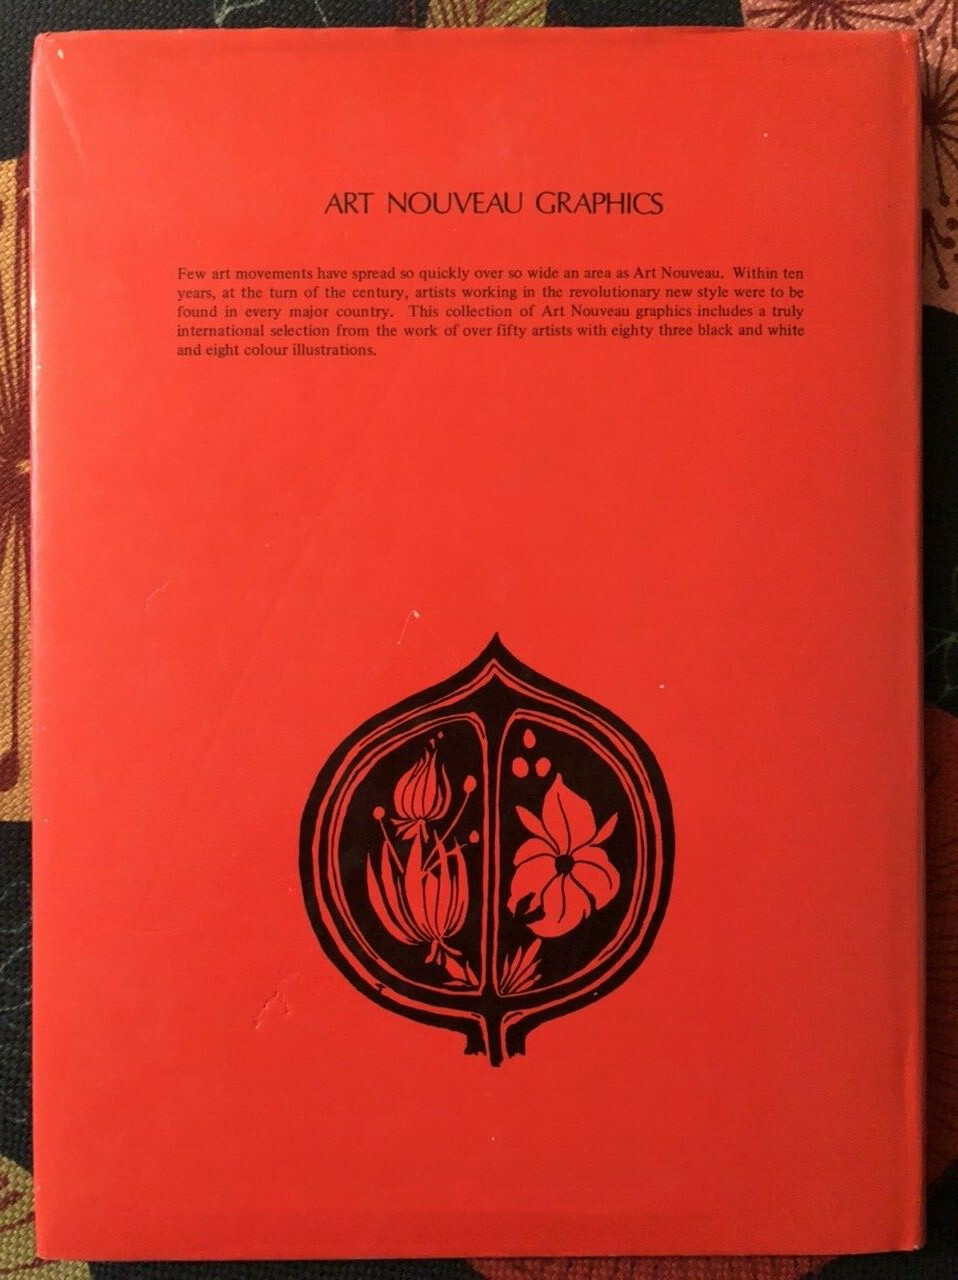 ART NOUVEAU GRAPHICS
Few art movements have spread so quickly over so wide an area as Art Nouveau. Within ten
years, at the turn of the century, artists working in the revolutionary new style were to be
found in every major country. This collection of Art Nouveau graphics includes a truly
international selection from the work of over fifty artists with eighty three black and white
and eight colour illustrations.